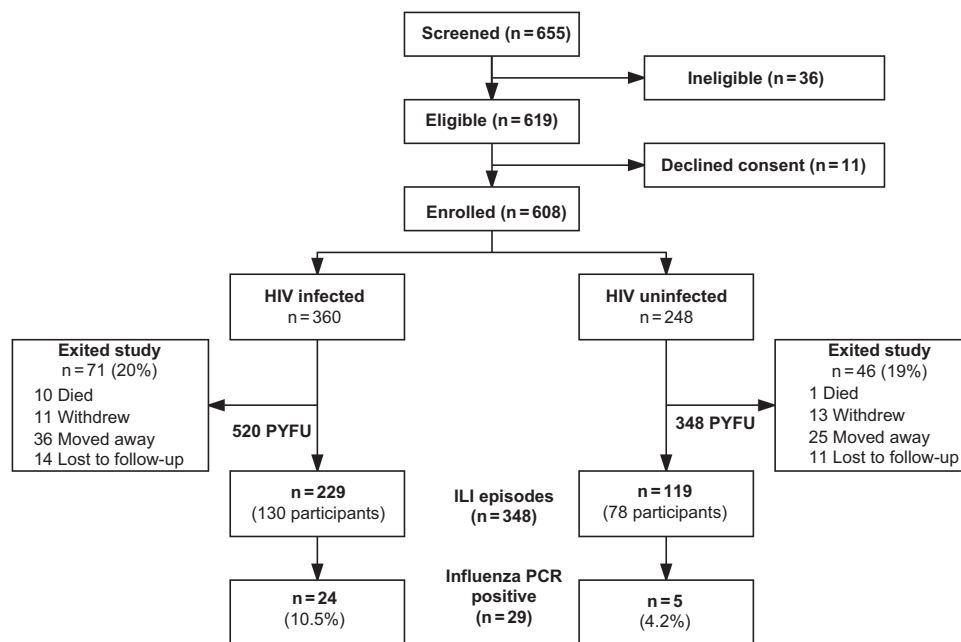 Screened (n=655)
Ineligible (n=36)
Eligible (n=619)
Declined consent (n=11)
Enrolled (n=608)
HIV infected
n=360
HIV uninfected
n=248
Exited study
n=71 (20%)
10 Died
11 Withdrew
36 Moved away
14 Lost to follow-up
520 PYFU
348 PYFU
Exited study
n=46 (19%)
1 Died
13 Withdrew
25 Moved away
11 Lost to follow-up
n=229
(130 participants)
ILI episodes
(n=348)
n=119
(78 participants)
n=24
(10.5%)
Influenza PCR
positive
(n=29)
n=5
(4.2%)